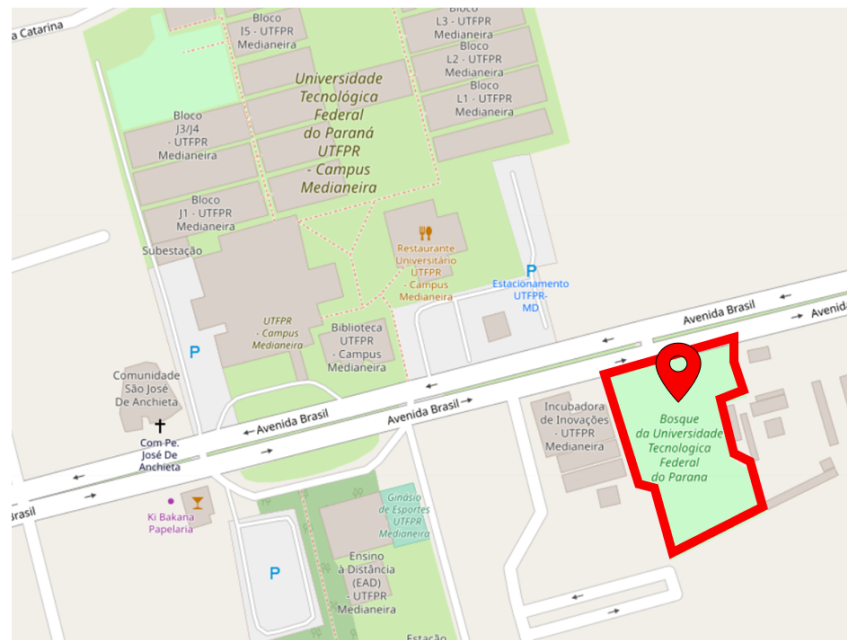 a Catarina
Bloco
I5 - UTFPR
Medianeira
Bloco
L3 - UTFPR
Medianeira
Bloco
L2 - UTFPR
Medianeira
Bloco
L1 - UTFPR
Medianeira
Universidade
Tecnológica
Federal
do Paraná
UTFPR
- Campus
Medianeira
Bloco
J3/J4
- UTFPR
Medianeira
Bloco
J1 - UTFPR
Medianeira
Subestação
Restaurante
Universitário
UTFPR
- Campus
Medianeira
P
Estacionamento
UTFPR-
MD
UTFPR
- Campus
Medianeira
Biblioteca
UTFPR
- Campus
Medianeira
P
Avenida Brasil
Avenida
Comunidade
São José
De Anchieta
Com Pe.
José De
Anchieta
Avenida Brasil
Avenida Brasil
Incubadora
de Inovações
- UTFPR
Medianeira
Bosque
da Universidade
Tecnologica
Federal
do Parana
Brasil
Ki Bakana
Papelaria
Ginásio
de Esportes
UTFPR
Medianeira
P
Ensino
à Distância
(EAD)
- UTFPR
Medianeira
Estação